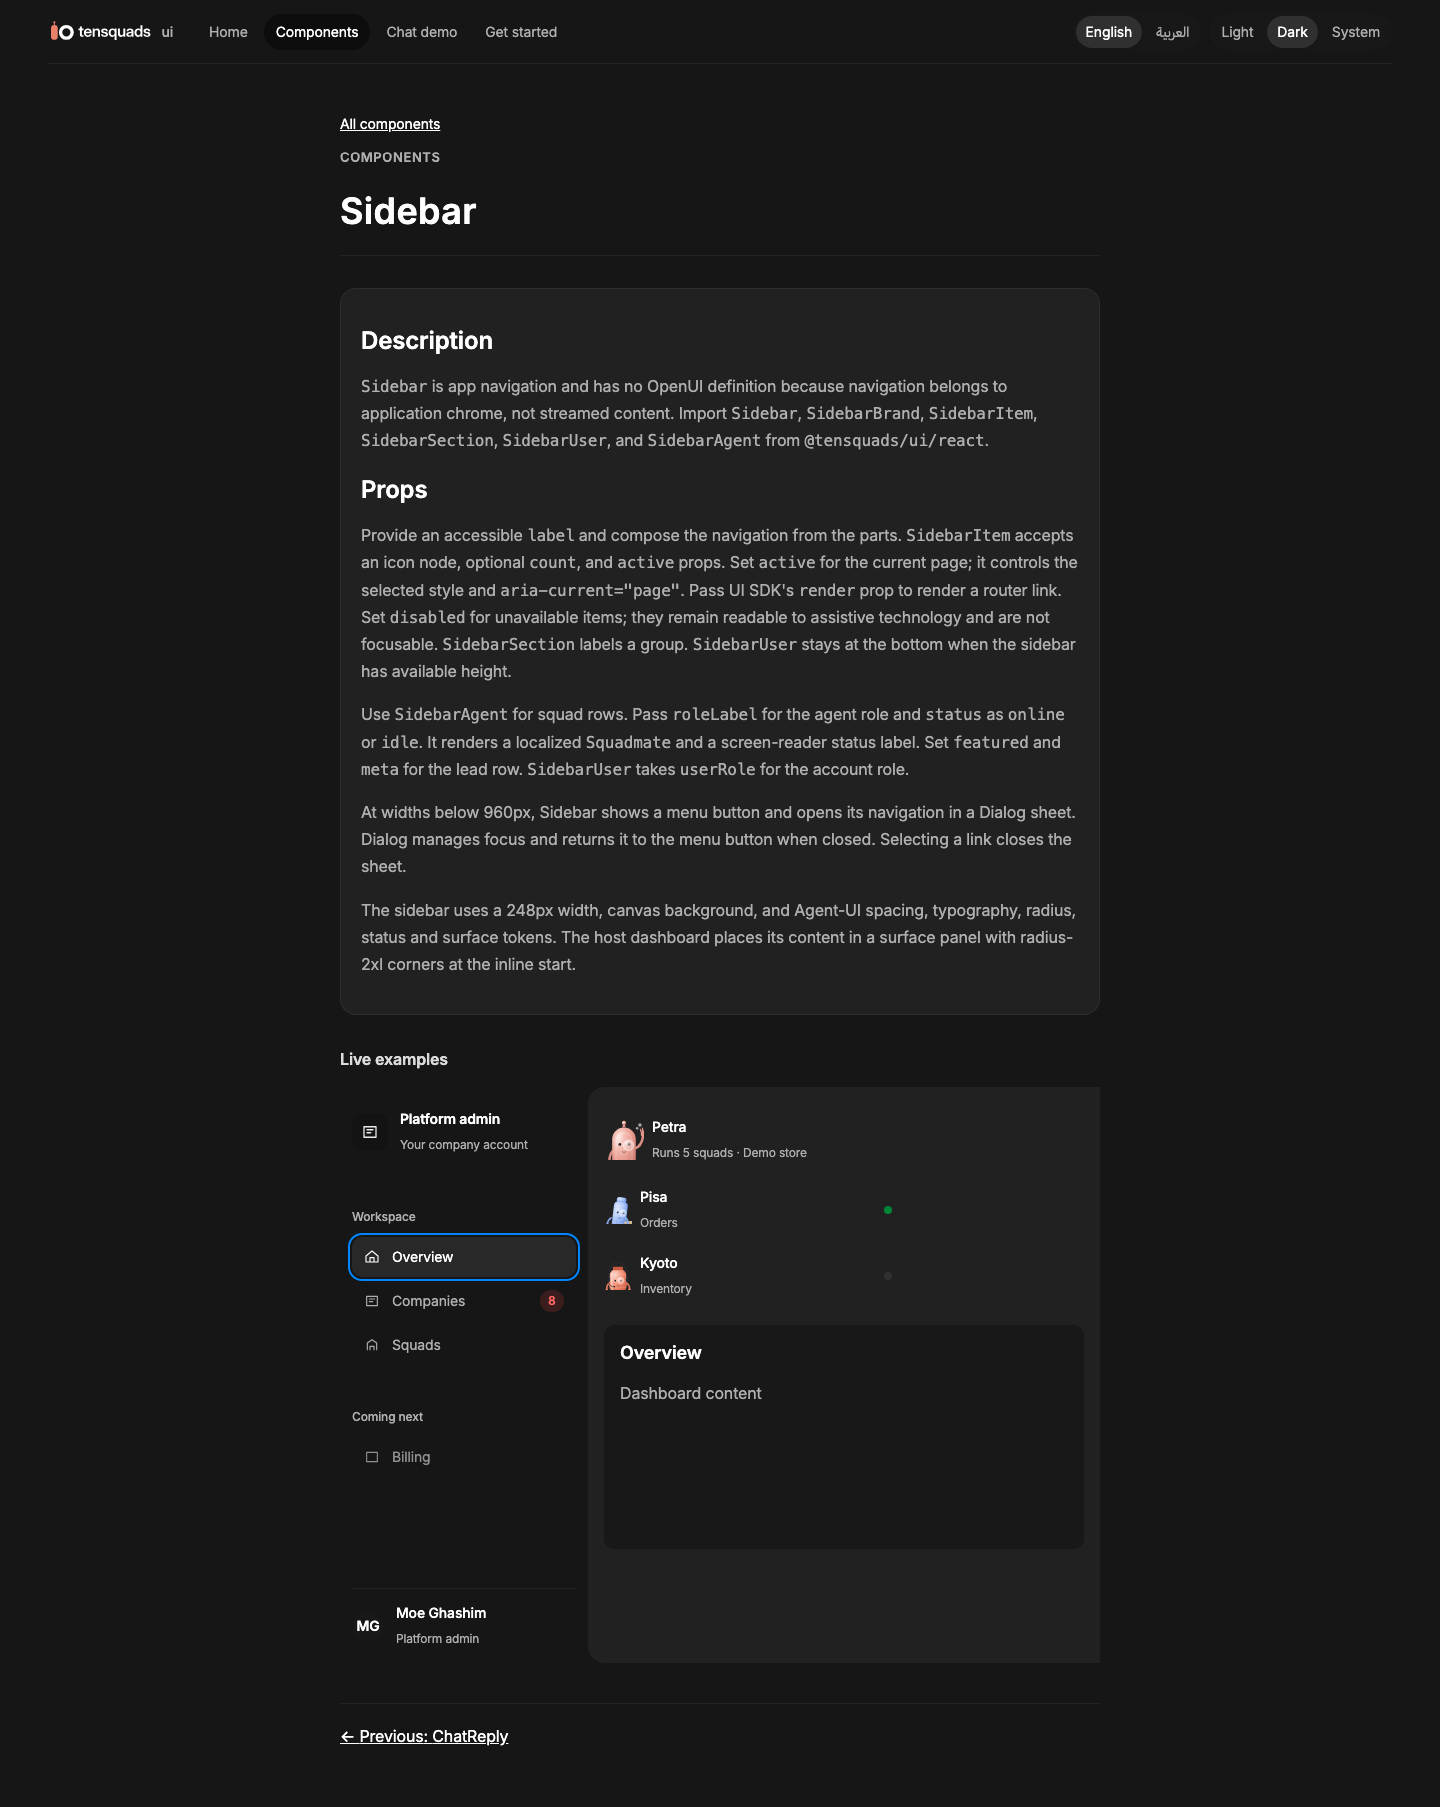 tensquads ui Home Components Chat demo Get started English العربية Light Dark System
All components
COMPONENTS
Sidebar
Description
Sidebar is app navigation and has no OpenUI definition because navigation belongs to
application chrome, not streamed content. Import Sidebar, SidebarBrand, SidebarItem,
SidebarSection, SidebarUser, and SidebarAgent from @tensquads/ui/react.
Props
Provide an accessible label and compose the navigation from the parts. SidebarItem accepts
an icon node, optional count, and active props. Set active for the current page; it controls the
selected style and aria-current="page". Pass UI SDK's render prop to render a router link.
Set disabled for unavailable items; they remain readable to assistive technology and are not
focusable. SidebarSection labels a group. SidebarUser stays at the bottom when the sidebar
has available height.
Use SidebarAgent for squad rows. Pass roleLabel for the agent role and status as online
or idle. It renders a localized Squadmate and a screen-reader status label. Set featured and
meta for the lead row. SidebarUser takes userRole for the account role.
At widths below 960px, Sidebar shows a menu button and opens its navigation in a Dialog sheet.
Dialog manages focus and returns it to the menu button when closed. Selecting a link closes the
sheet.
The sidebar uses a 248px width, canvas background, and Agent-UI spacing, typography, radius,
status and surface tokens. The host dashboard places its content in a surface panel with radius-
2xl corners at the inline start.
Live examples
Platform admin
Your company account
Workspace
Overview
Companies 8
Squads
Coming next
Billing
MG
Moe Ghashim
Platform admin
Petra
Runs 5 squads · Demo store
Pisa
Orders
Kyoto
Inventory
Overview
Dashboard content
← Previous: ChatReply